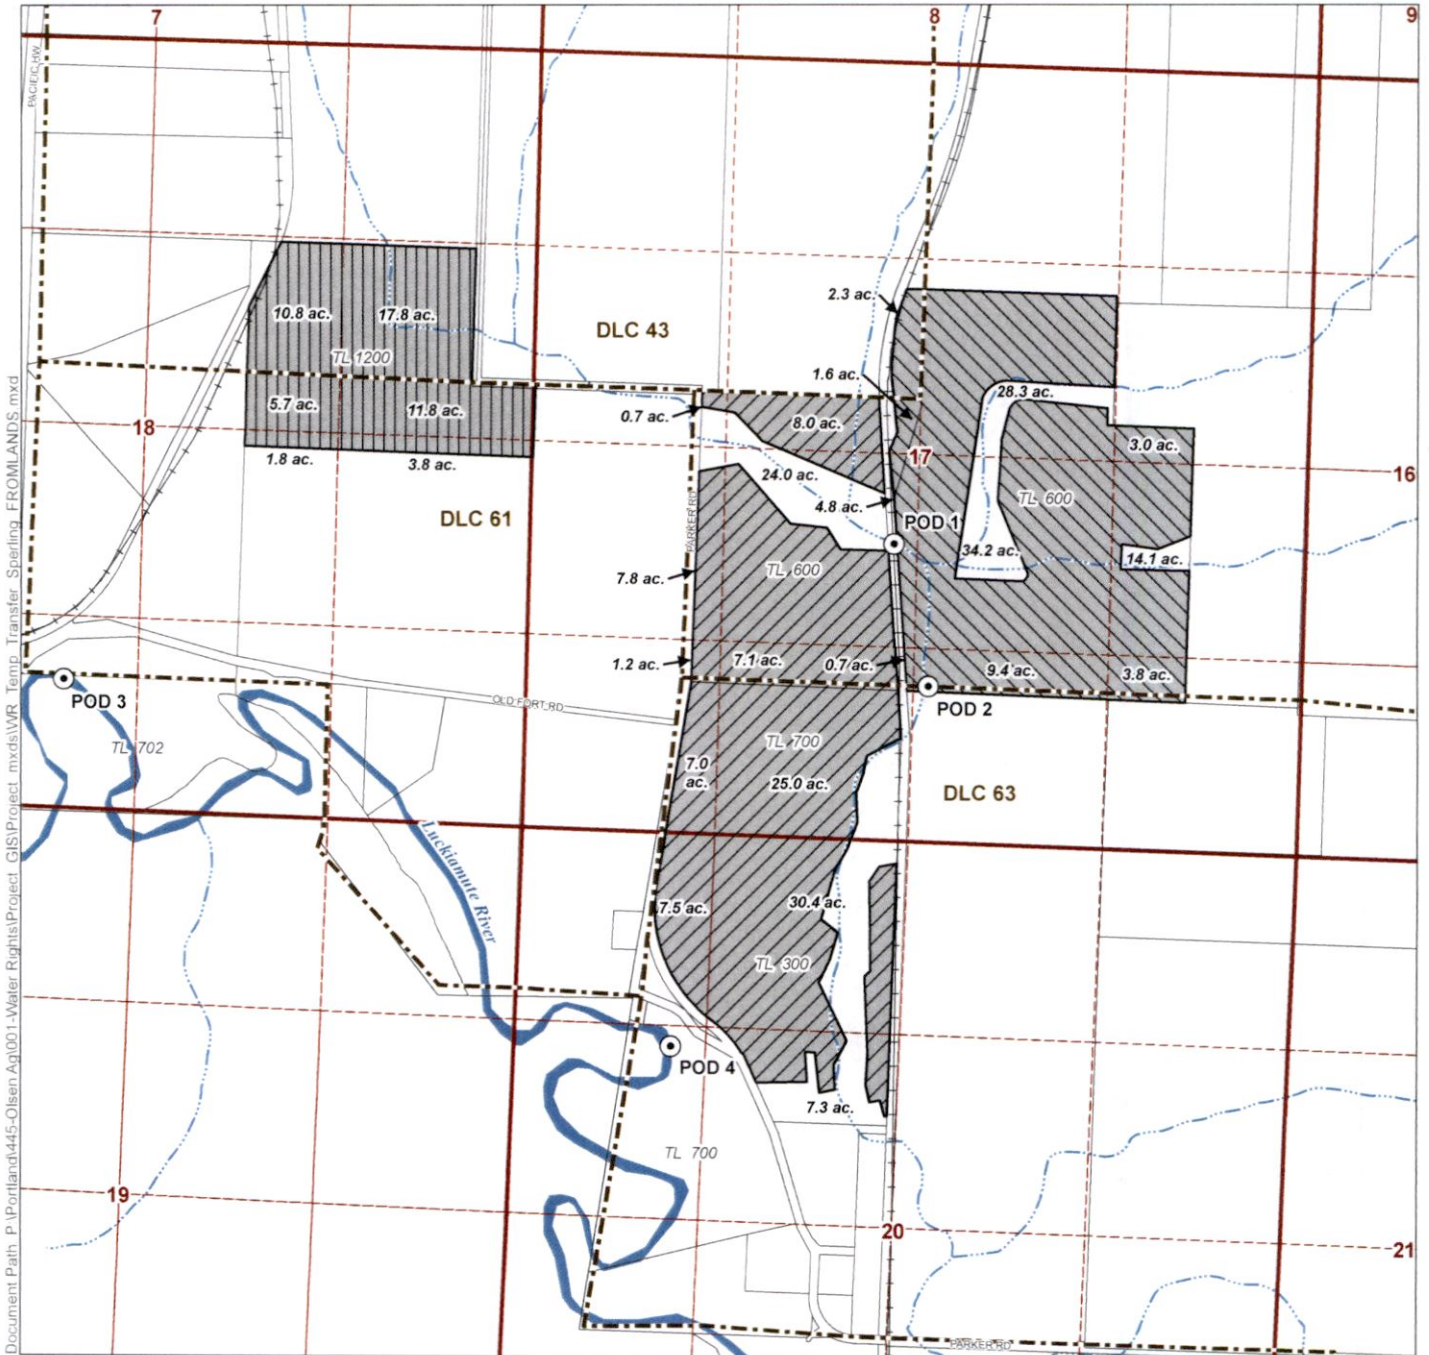 7
8
9
PACIFIC HW
2.3 ac.
10.8 ac.
17.8 ac.
DLC 43
TL 1200
1.6 ac.
28.3 ac.
5.7 ac.
11.8 ac.
0.7 ac.
8.0 ac.
18
3.0 ac.
17
16
1.8 ac.
3.8 ac.
24.0 ac.
TL 600
4.8 ac.
DLC 61
PARKER RD
POD 1
34.2 ac.
14.1 ac.
TL 600
7.8 ac.
1.2 ac.
7.1 ac.
0.7 ac.
9.4 ac.
3.8 ac.
POD 3
OLD FORT RD
POD 2
TL 702
TL 700
7.0
ac.
25.0 ac.
DLC 63
Luckiamute River
7.5 ac.
30.4 ac.
TL 300
POD 4
7.3 ac.
TL 700
19
20
21
PARKER RD
Document Path P \Portland\445-Olsen Ag\001-Water Rights\Project GIS\Project mxds\WR Temp Transfer Sperling FROMLANDS mxd